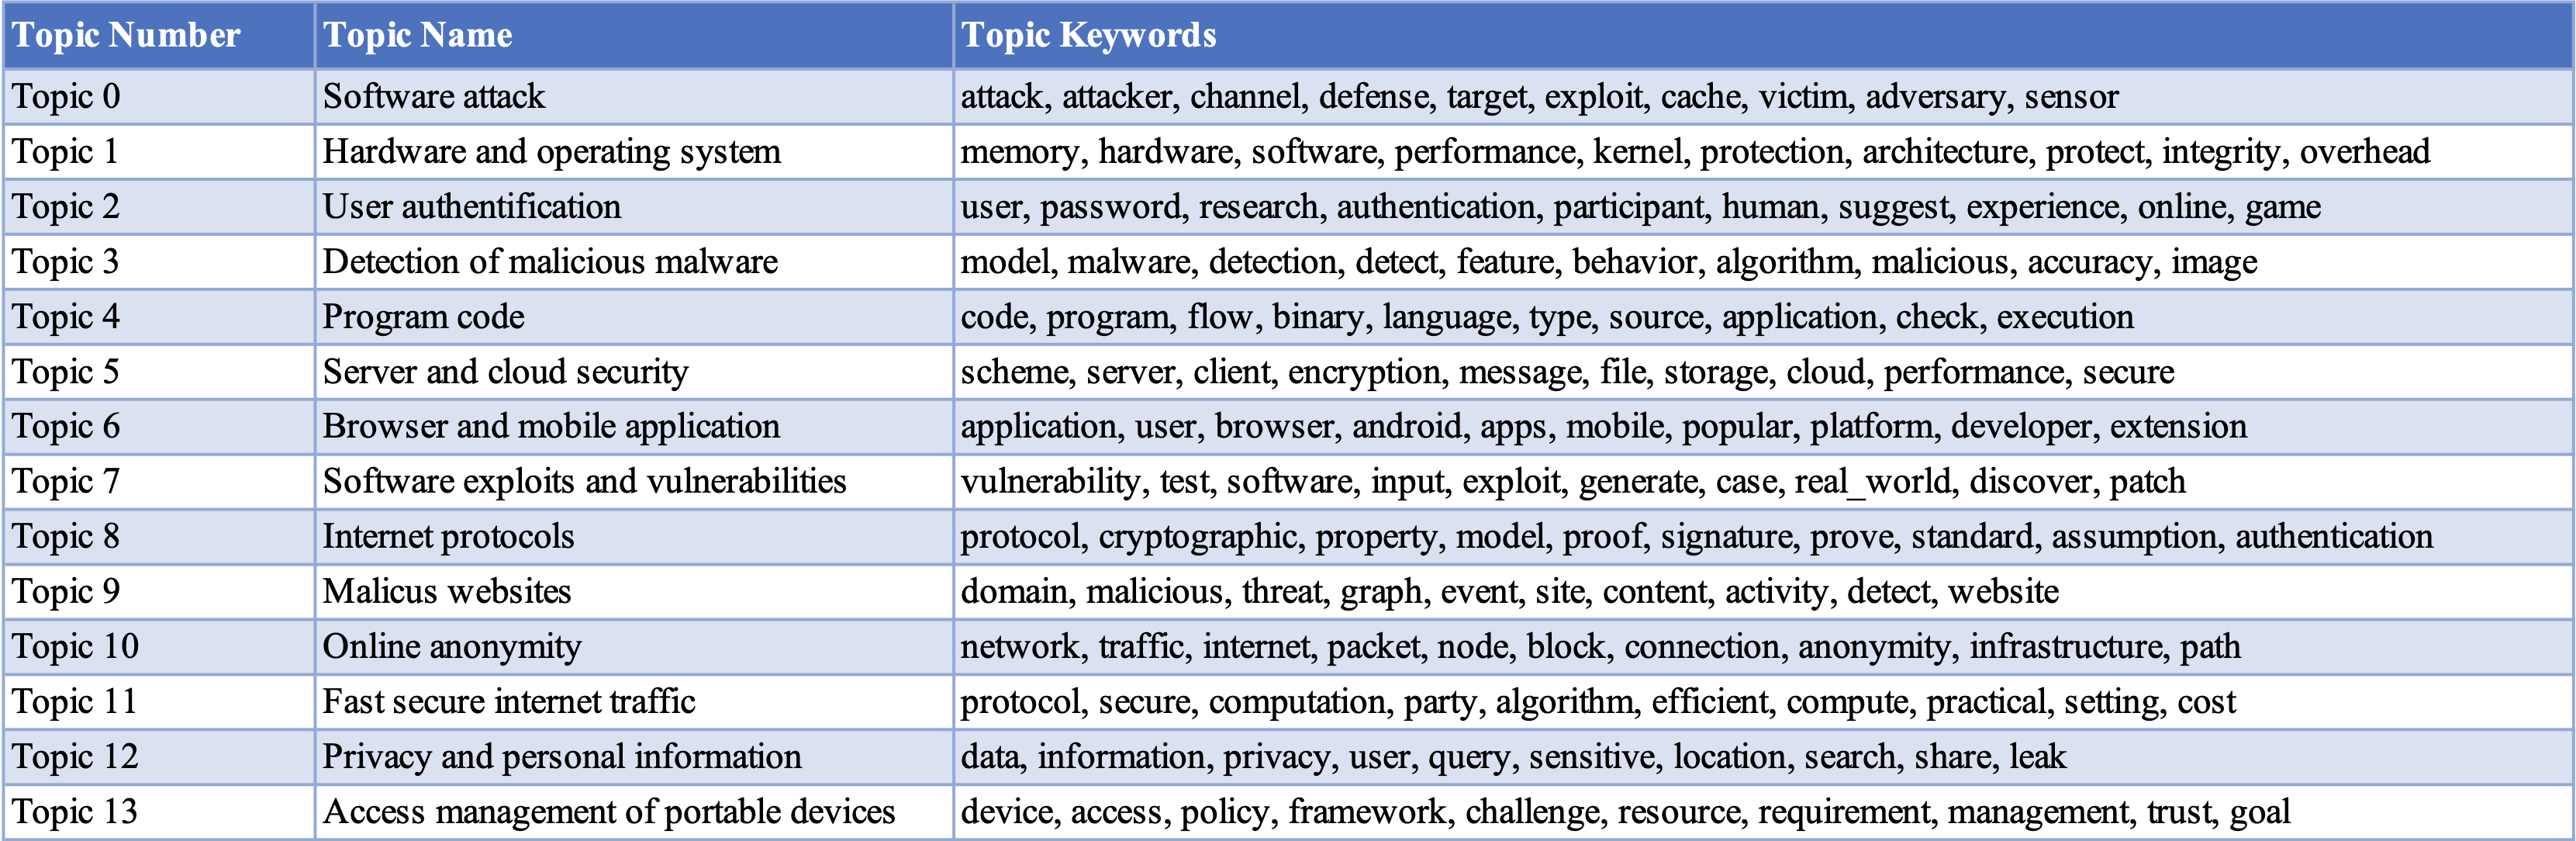 Topic Number Topic Name Topic Keywords
Topic 0 Software attack attack, attacker, channel, defense, target, exploit, cache, victim, adversary, sensor
Topic 1 Hardware and operating system memory, hardware, software, performance, kernel, protection, architecture, protect, integrity, overhead
Topic 2 User authentification user, password, research, authentication, participant, human, suggest, experience, online, game
Topic 3 Detection of malicious malware model, malware, detection, detect, feature, behavior, algorithm, malicious, accuracy, image
Topic 4 Program code code, program, flow, binary, language, type, source, application, check, execution
Topic 5 Server and cloud security scheme, server, client, encryption, message, file, storage, cloud, performance, secure
Topic 6 Browser and mobile application application, user, browser, android, apps, mobile, popular, platform, developer, extension
Topic 7 Software exploits and vulnerabilities vulnerability, test, software, input, exploit, generate, case, real_world, discover, patch
Topic 8 Internet protocols protocol, cryptographic, property, model, proof, signature, prove, standard, assumption, authentication
Topic 9 Malicus websites domain, malicious, threat, graph, event, site, content, activity, detect, website
Topic 10 Online anonymity network, traffic, internet, packet, node, block, connection, anonymity, infrastructure, path
Topic 11 Fast secure internet traffic protocol, secure, computation, party, algorithm, efficient, compute, practical, setting, cost
Topic 12 Privacy and personal information data, information, privacy, user, query, sensitive, location, search, share, leak
Topic 13 Access management of portable devices device, access, policy, framework, challenge, resource, requirement, management, trust, goal